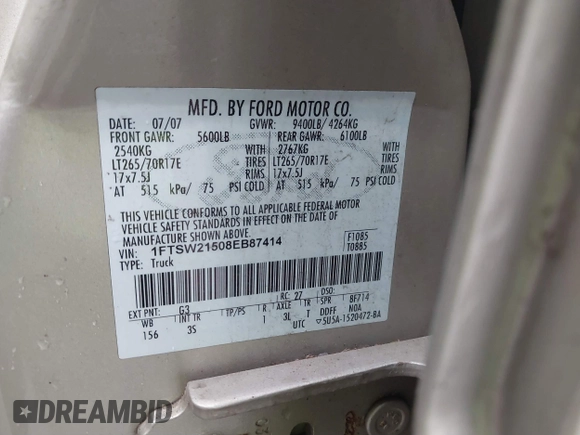 MFD. BY FORD MOTOR CO.
DATE: 07/07 GVWR: 9400LB/ 4264KG
FRONT GAWR: 5600LB REAR GAWR: 6100LB
2540KG WITH 2767KG WITH
LT265/70R17E TIRES LT265/70R17E TIRES
17x7.5J RIMS 17x7.5J RIMS
AT 515 kPa/ 75 PSI COLD AT 515 kPa/ 75 PSI COLD
THIS VEHICLE CONFORMS TO ALL APPLICABLE FEDERAL MOTOR
VEHICLE SAFETY STANDARDS IN EFFECT ON THE DATE OF
MANUFACTURE SHOWN ABOVE.
VIN: 1FTSW21508EB87414 F1085
TYPE: Truck T0885
RC: 27 DSO:
EXT PNT: G3 R AXLE TR SPR BF714
WB INT TR TP/PS
156 3S 1 3L T DDFF N0A
UTC ▽5U5A-1520472-BA
DREAMBID.COM